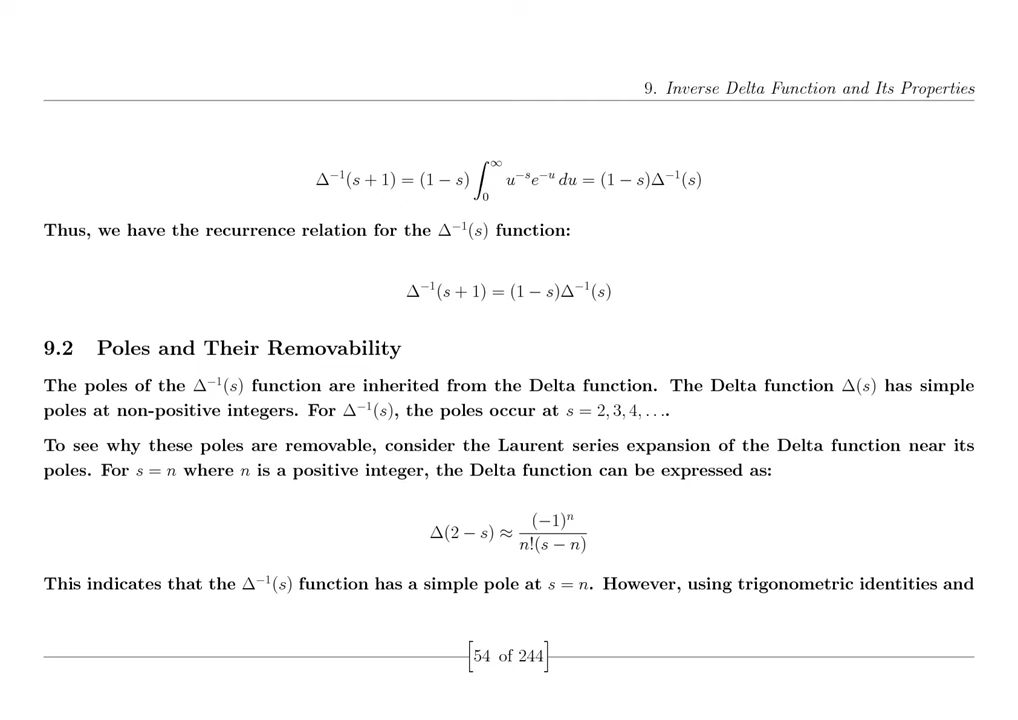 9. Inverse Delta Function and Its Properties
Δ⁻¹(s + 1) = (1 − s) ∫₀^∞ u⁻ˢe⁻ᵘ du = (1 − s)Δ⁻¹(s)
Thus, we have the recurrence relation for the Δ⁻¹(s) function:
Δ⁻¹(s + 1) = (1 − s)Δ⁻¹(s)
9.2 Poles and Their Removability
The poles of the Δ⁻¹(s) function are inherited from the Delta function. The Delta function Δ(s) has simple
poles at non-positive integers. For Δ⁻¹(s), the poles occur at s = 2, 3, 4, . . ..
To see why these poles are removable, consider the Laurent series expansion of the Delta function near its
poles. For s = n where n is a positive integer, the Delta function can be expressed as:
Δ(2 − s) ≈ (−1)ⁿ / n!(s − n)
This indicates that the Δ⁻¹(s) function has a simple pole at s = n. However, using trigonometric identities and
[54 of 244]